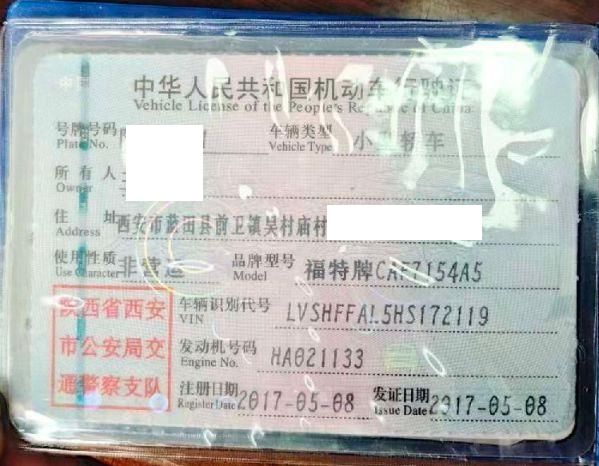 中华人民共和国机动车行驶证
Vehicle License of the People's Republic of China
号牌号码 Plate No.
车辆类型 Vehicle Type 小型轿车
所有人 Owner
住址 Address 西安市蓝田县前卫镇吴村庙村
使用性质 Use Character 非营运
品牌型号 Model 福特牌CAF7154A5
陕西省西安
市公安局交
通警察支队
车辆识别代号 VIN LVSHFFAL5HS172119
发动机号码 Engine No. HA021133
注册日期 Register Date 2017-05-08
发证日期 Issue Date 2017-05-08